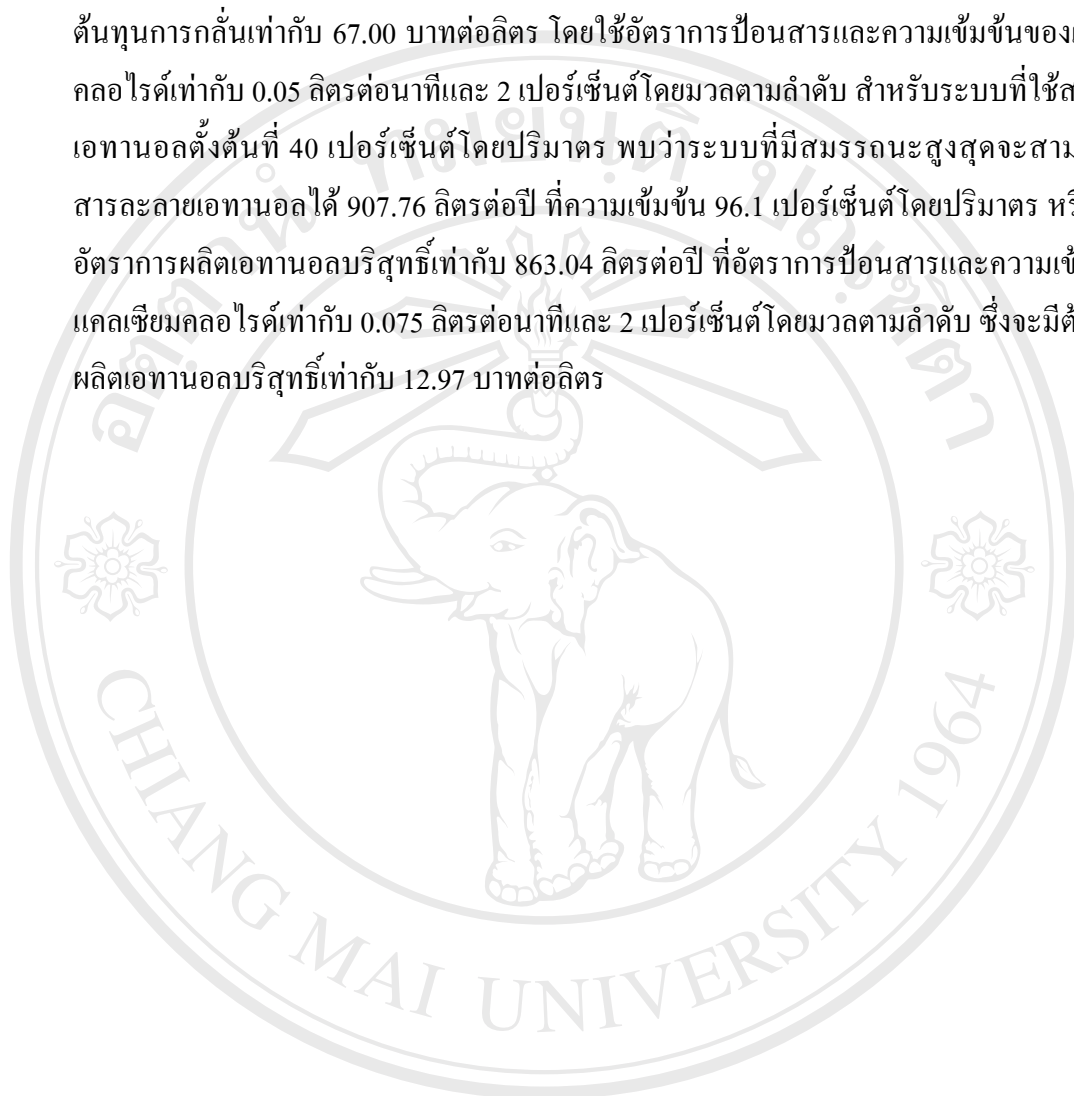 ต้นทุนการกลั่นเท่ากับ 67.00 บาทต่อลิตร โดยใช้อัตราการป้อนสารและความเข้มข้นของ
คลอไรด์เท่ากับ 0.05 ลิตรต่อนาทีและ 2 เปอร์เซ็นต์โดยมวลตามลำดับ สำหรับระบบที่ใช้
เอทานอลตั้งต้นที่ 40 เปอร์เซ็นต์โดยปริมาตร พบว่าระบบที่มีสมรรถนะสูงสุดจะสาม
สารละลายเอทานอลได้ 907.76 ลิตรต่อปี ที่ความเข้มข้น 96.1 เปอร์เซ็นต์โดยปริมาตร
อัตราการผลิตเอทานอลบริสุทธิ์เท่ากับ 863.04 ลิตรต่อปี ที่อัตราการป้อนสารและความ
แคลเซียมคลอไรด์เท่ากับ 0.075 ลิตรต่อนาทีและ 2 เปอร์เซ็นต์โดยมวลตามลำดับ ซึ่งจะมี
ผลิตเอทานอลบริสุทธิ์เท่ากับ 12.97 บาทต่อลิตร
อตฺตานํ ทมยนฺติ ปณฺฑิตา
CHIANG MAI UNIVERSITY 1964